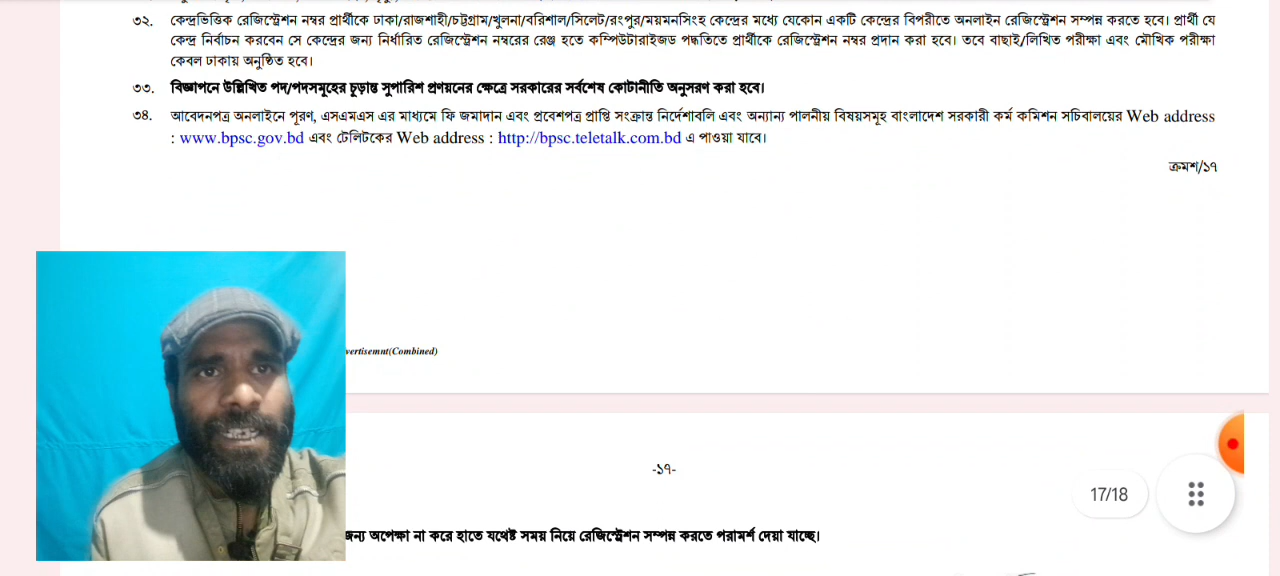 ৩২. কেন্দ্রভিত্তিক রেজিস্ট্রেশন নম্বর প্রার্থীকে ঢাকা/রাজশাহী/চট্টগ্রাম/খুলনা/বরিশাল/সিলেট/রংপুর/ময়মনসিংহ কেন্দ্রের মধ্যে যেকোন একটি কেন্দ্রের বিপরীতে অনলাইন রেজিস্ট্রেশন সম্পন্ন করতে হবে। প্রার্থী যে
কেন্দ্র নির্বাচন করবেন সে কেন্দ্রের জন্য নির্ধারিত রেজিস্ট্রেশন নম্বরের রেঞ্জ হতে কম্পিউটারাইজড পদ্ধতিতে প্রার্থীকে রেজিস্ট্রেশন নম্বর প্রদান করা হবে। তবে বাছাই/লিখিত পরীক্ষা এবং মৌখিক পরীক্ষা
কেবল ঢাকায় অনুষ্ঠিত হবে।
৩৩. বিজ্ঞাপনে উল্লিখিত পদ/পদসমূহের চূড়ান্ত সুপারিশ প্রণয়নের ক্ষেত্রে সরকারের সর্বশেষ কোটানীতি অনুসরণ করা হবে।
৩৪. আবেদনপত্র অনলাইনে পূরণ, এসএমএস এর মাধ্যমে ফি জমাদান এবং প্রবেশপত্র প্রাপ্তি সংক্রান্ত নির্দেশাবলি এবং অন্যান্য পালনীয় বিষয়সমূহ বাংলাদেশ সরকারী কর্ম কমিশন সচিবালয়ের Web address
: www.bpsc.gov.bd এবং টেলিটকের Web address : http://bpsc.teletalk.com.bd এ পাওয়া যাবে।
ক্রমশ/১৭
vertisemnt(Combined)
-১৭-
17/18
জন্য অপেক্ষা না করে হাতে যথেষ্ট সময় নিয়ে রেজিস্ট্রেশন সম্পন্ন করতে পরামর্শ দেয়া যাচ্ছে।